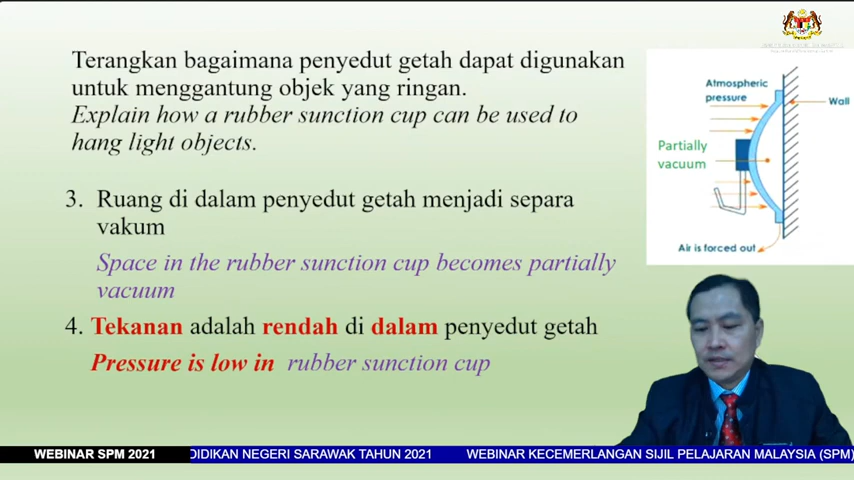 Terangkan bagaimana penyedut getah dapat digunakan
untuk menggantung objek yang ringan.
Explain how a rubber sunction cup can be used to
hang light objects.
3. Ruang di dalam penyedut getah menjadi separa
vakum
Space in the rubber sunction cup becomes partially
vacuum
4. Tekanan adalah rendah di dalam penyedut getah
Pressure is low in rubber sunction cup
Atmospheric
pressure
Wall
Partially
vacuum
Air is forced out
WEBINAR SPM 2021
DIDIKAN NEGERI SARAWAK TAHUN 2021 WEBINAR KECEMERLANGAN SIJIL PELAJARAN MALAYSIA (SPM)